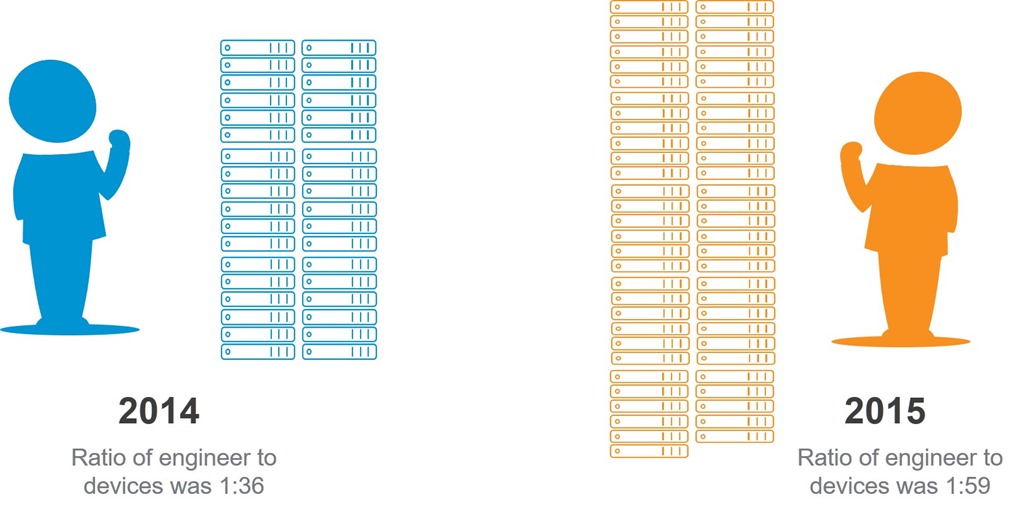 2014
Ratio of engineer to
devices was 1:36
2015
Ratio of engineer to
devices was 1:59